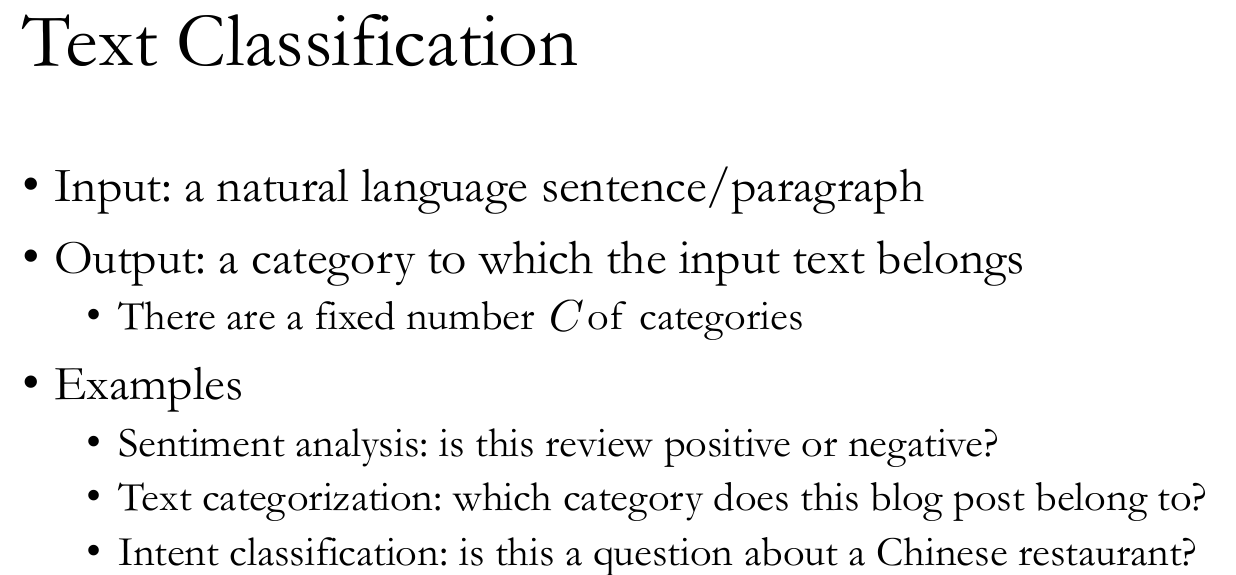 Text Classification
• Input: a natural language sentence/paragraph
• Output: a category to which the input text belongs
• There are a fixed number C of categories
• Examples
• Sentiment analysis: is this review positive or negative?
• Text categorization: which category does this blog post belong to?
• Intent classification: is this a question about a Chinese restaurant?